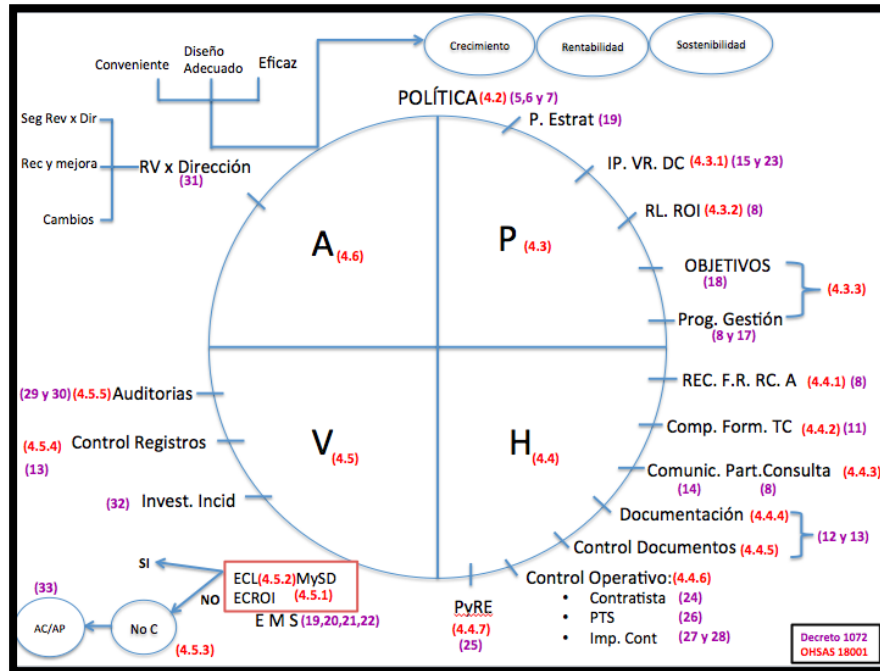 Crecimiento
Rentabilidad
Sostenibilidad
Conveniente
Diseño
Adecuado
Eficaz
POLÍTICA(4.2) (5,6 y 7)
P. Estrat (19)
Seg Rev x Dir
Rec y mejora
RV x Dirección
(31)
Cambios
IP. VR. DC (4.3.1) (15 y 23)
RL. ROI (4.3.2) (8)
A (4.6)
P (4.3)
OBJETIVOS
(18)
(4.3.3)
Prog. Gestión
(8 y 17)
REC. F.R. RC. A (4.4.1) (8)
(29 y 30) (4.5.5) Auditorias
Comp. Form. TC (4.4.2) (11)
(4.5.4) Control Registros
(13)
V (4.5)
H (4.4)
Comunic. Part.Consulta (4.4.3)
(14) (8)
(32) Invest. Incid
Documentación (4.4.4)
(12 y 13)
Control Documentos (4.4.5)
SI
NO
ECL(4.5.2)MySD
ECROI (4.5.1)
E M S (19,20,21,22)
(33)
AC/AP
No C
(4.5.3)
PvRE
(4.4.7)
(25)
Control Operativo:(4.4.6)
• Contratista (24)
• PTS (26)
• Imp. Cont (27 y 28)
Decreto 1072
OHSAS 18001